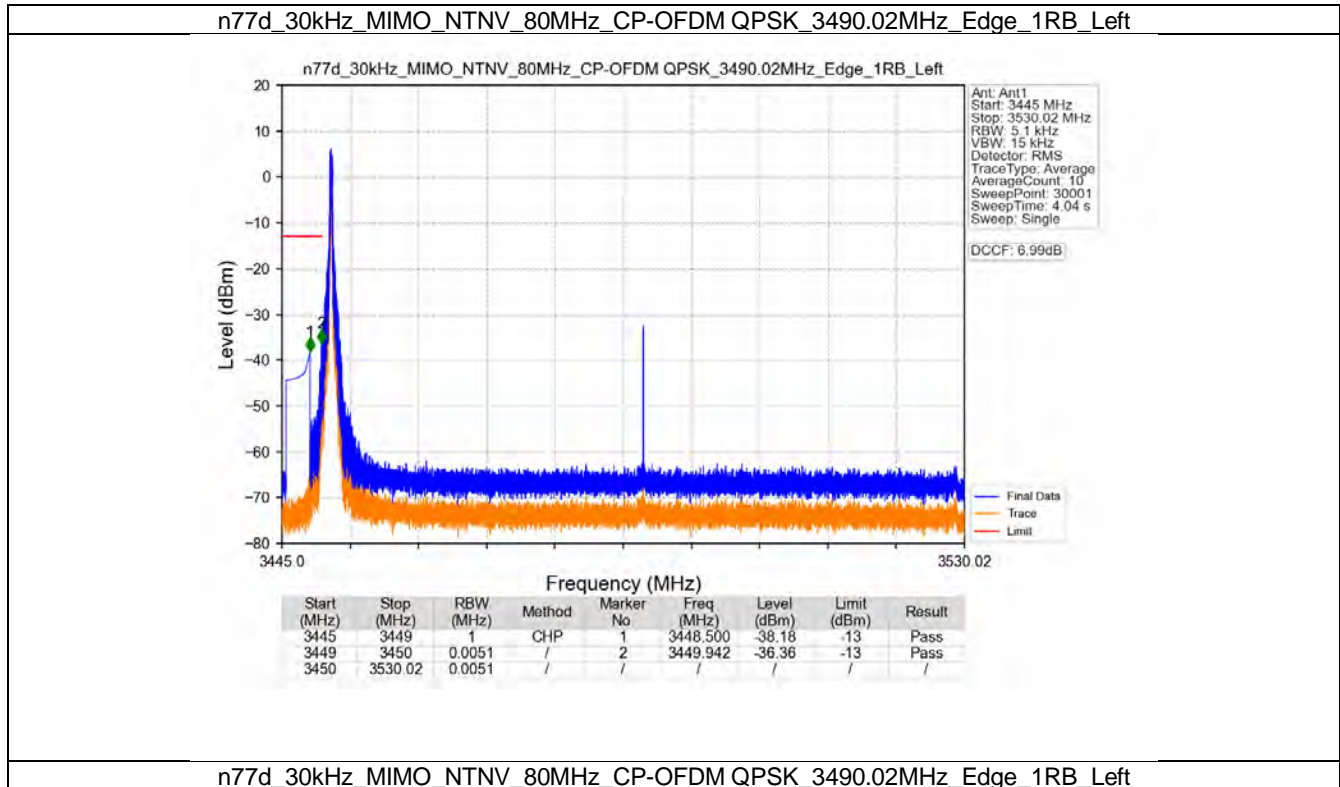 n77d_30kHz_MIMO_NTNV_80MHz_CP-OFDM QPSK_3490.02MHz_Edge_1RB_Left
n77d_30kHz_MIMO_NTNV_80MHz_CP-OFDM QPSK_3490.02MHz_Edge_1RB_Left
Ant: Ant1
Start: 3445 MHz
Stop: 3530.02 MHz
RBW: 5.1 kHz
VBW: 15 kHz
Detector: RMS
TraceType: Average
AverageCount: 10
SweepPoint: 30001
SweepTime: 4.04 s
Sweep: Single
DCCF: 6.99dB
Level (dBm)
20
10
0
−10
−20
−30
−40
−50
−60
−70
−80
1 2
Final Data
Trace
Limit
3445.0 3530.02
Frequency (MHz)
Start (MHz) Stop (MHz) RBW (MHz) Method Marker No Freq (MHz) Level (dBm) Limit (dBm) Result
3445 3449 1 CHP 1 3448.500 -38.18 -13 Pass
3449 3450 0.0051 / 2 3449.942 -36.36 -13 Pass
3450 3530.02 0.0051 / / / / / /
n77d_30kHz_MIMO_NTNV_80MHz_CP-OFDM QPSK_3490.02MHz_Edge_1RB_Left